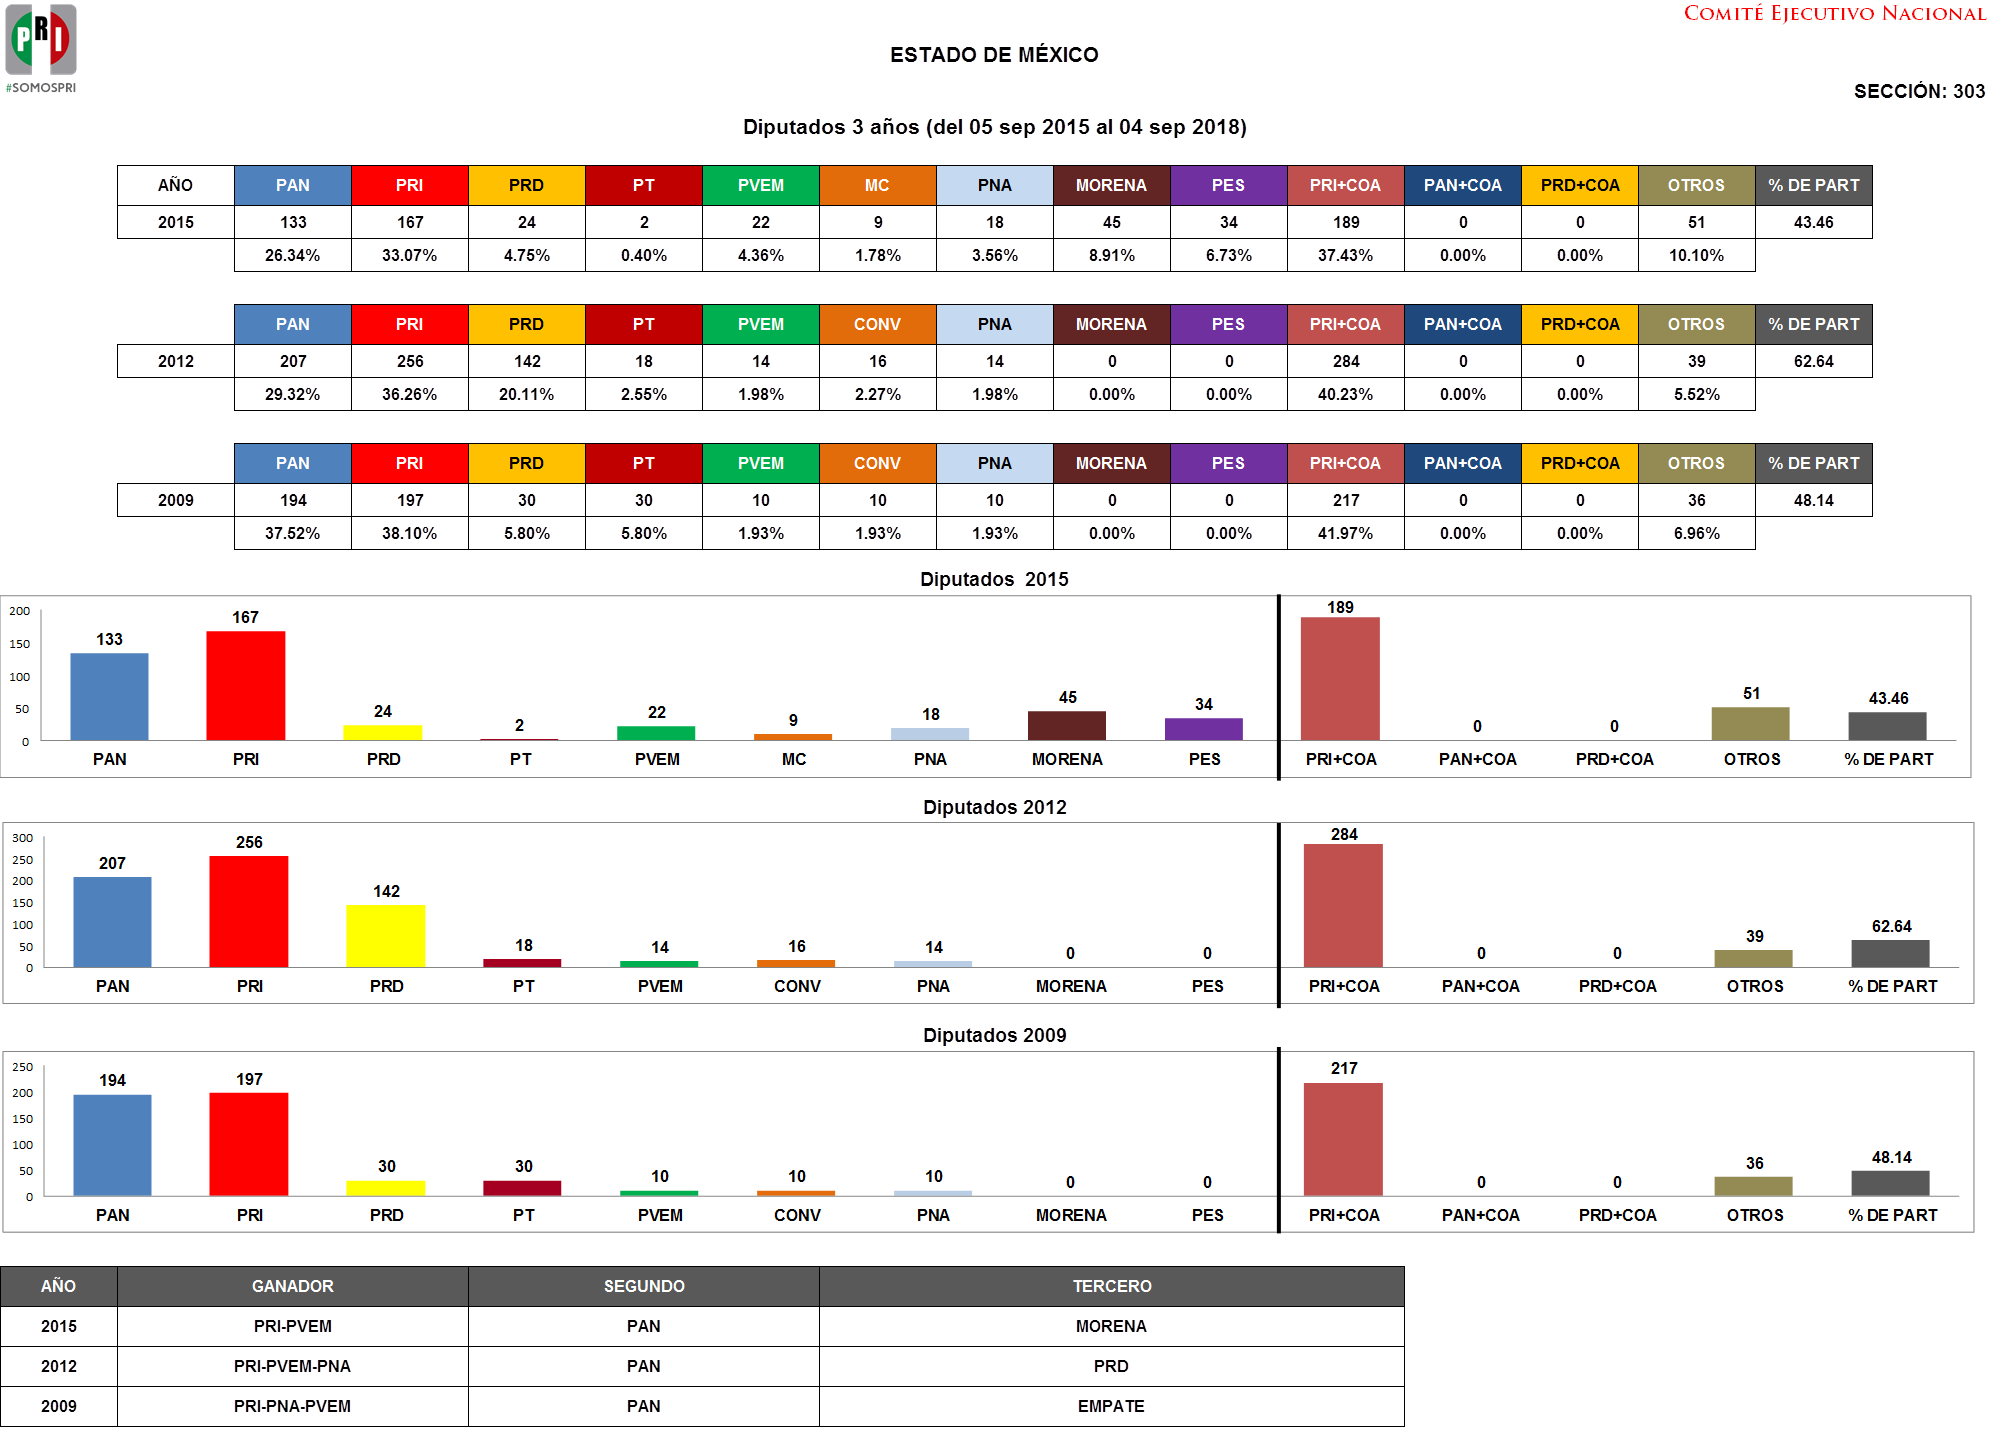 PRI
#SOMOSPRI
COMITÉ EJECUTIVO NACIONAL
ESTADO DE MÉXICO
SECCIÓN: 303
Diputados 3 años (del 05 sep 2015 al 04 sep 2018)
AÑO PAN PRI PRD PT PVEM MC PNA MORENA PES PRI+COA PAN+COA PRD+COA OTROS % DE PART
2015 133 167 24 2 22 9 18 45 34 189 0 0 51 43.46
26.34% 33.07% 4.75% 0.40% 4.36% 1.78% 3.56% 8.91% 6.73% 37.43% 0.00% 0.00% 10.10%
PAN PRI PRD PT PVEM CONV PNA MORENA PES PRI+COA PAN+COA PRD+COA OTROS % DE PART
2012 207 256 142 18 14 16 14 0 0 284 0 0 39 62.64
29.32% 36.26% 20.11% 2.55% 1.98% 2.27% 1.98% 0.00% 0.00% 40.23% 0.00% 0.00% 5.52%
PAN PRI PRD PT PVEM CONV PNA MORENA PES PRI+COA PAN+COA PRD+COA OTROS % DE PART
2009 194 197 30 30 10 10 10 0 0 217 0 0 36 48.14
37.52% 38.10% 5.80% 5.80% 1.93% 1.93% 1.93% 0.00% 0.00% 41.97% 0.00% 0.00% 6.96%
Diputados 2015
200
150
100
50
0
133 167 24 2 22 9 18 45 34 189 0 0 51 43.46
PAN PRI PRD PT PVEM MC PNA MORENA PES PRI+COA PAN+COA PRD+COA OTROS % DE PART
Diputados 2012
300
250
200
150
100
50
0
207 256 142 18 14 16 14 0 0 284 0 0 39 62.64
PAN PRI PRD PT PVEM CONV PNA MORENA PES PRI+COA PAN+COA PRD+COA OTROS % DE PART
Diputados 2009
250
200
150
100
50
0
194 197 30 30 10 10 10 0 0 217 0 0 36 48.14
PAN PRI PRD PT PVEM CONV PNA MORENA PES PRI+COA PAN+COA PRD+COA OTROS % DE PART
AÑO GANADOR SEGUNDO TERCERO
2015 PRI-PVEM PAN MORENA
2012 PRI-PVEM-PNA PAN PRD
2009 PRI-PNA-PVEM PAN EMPATE